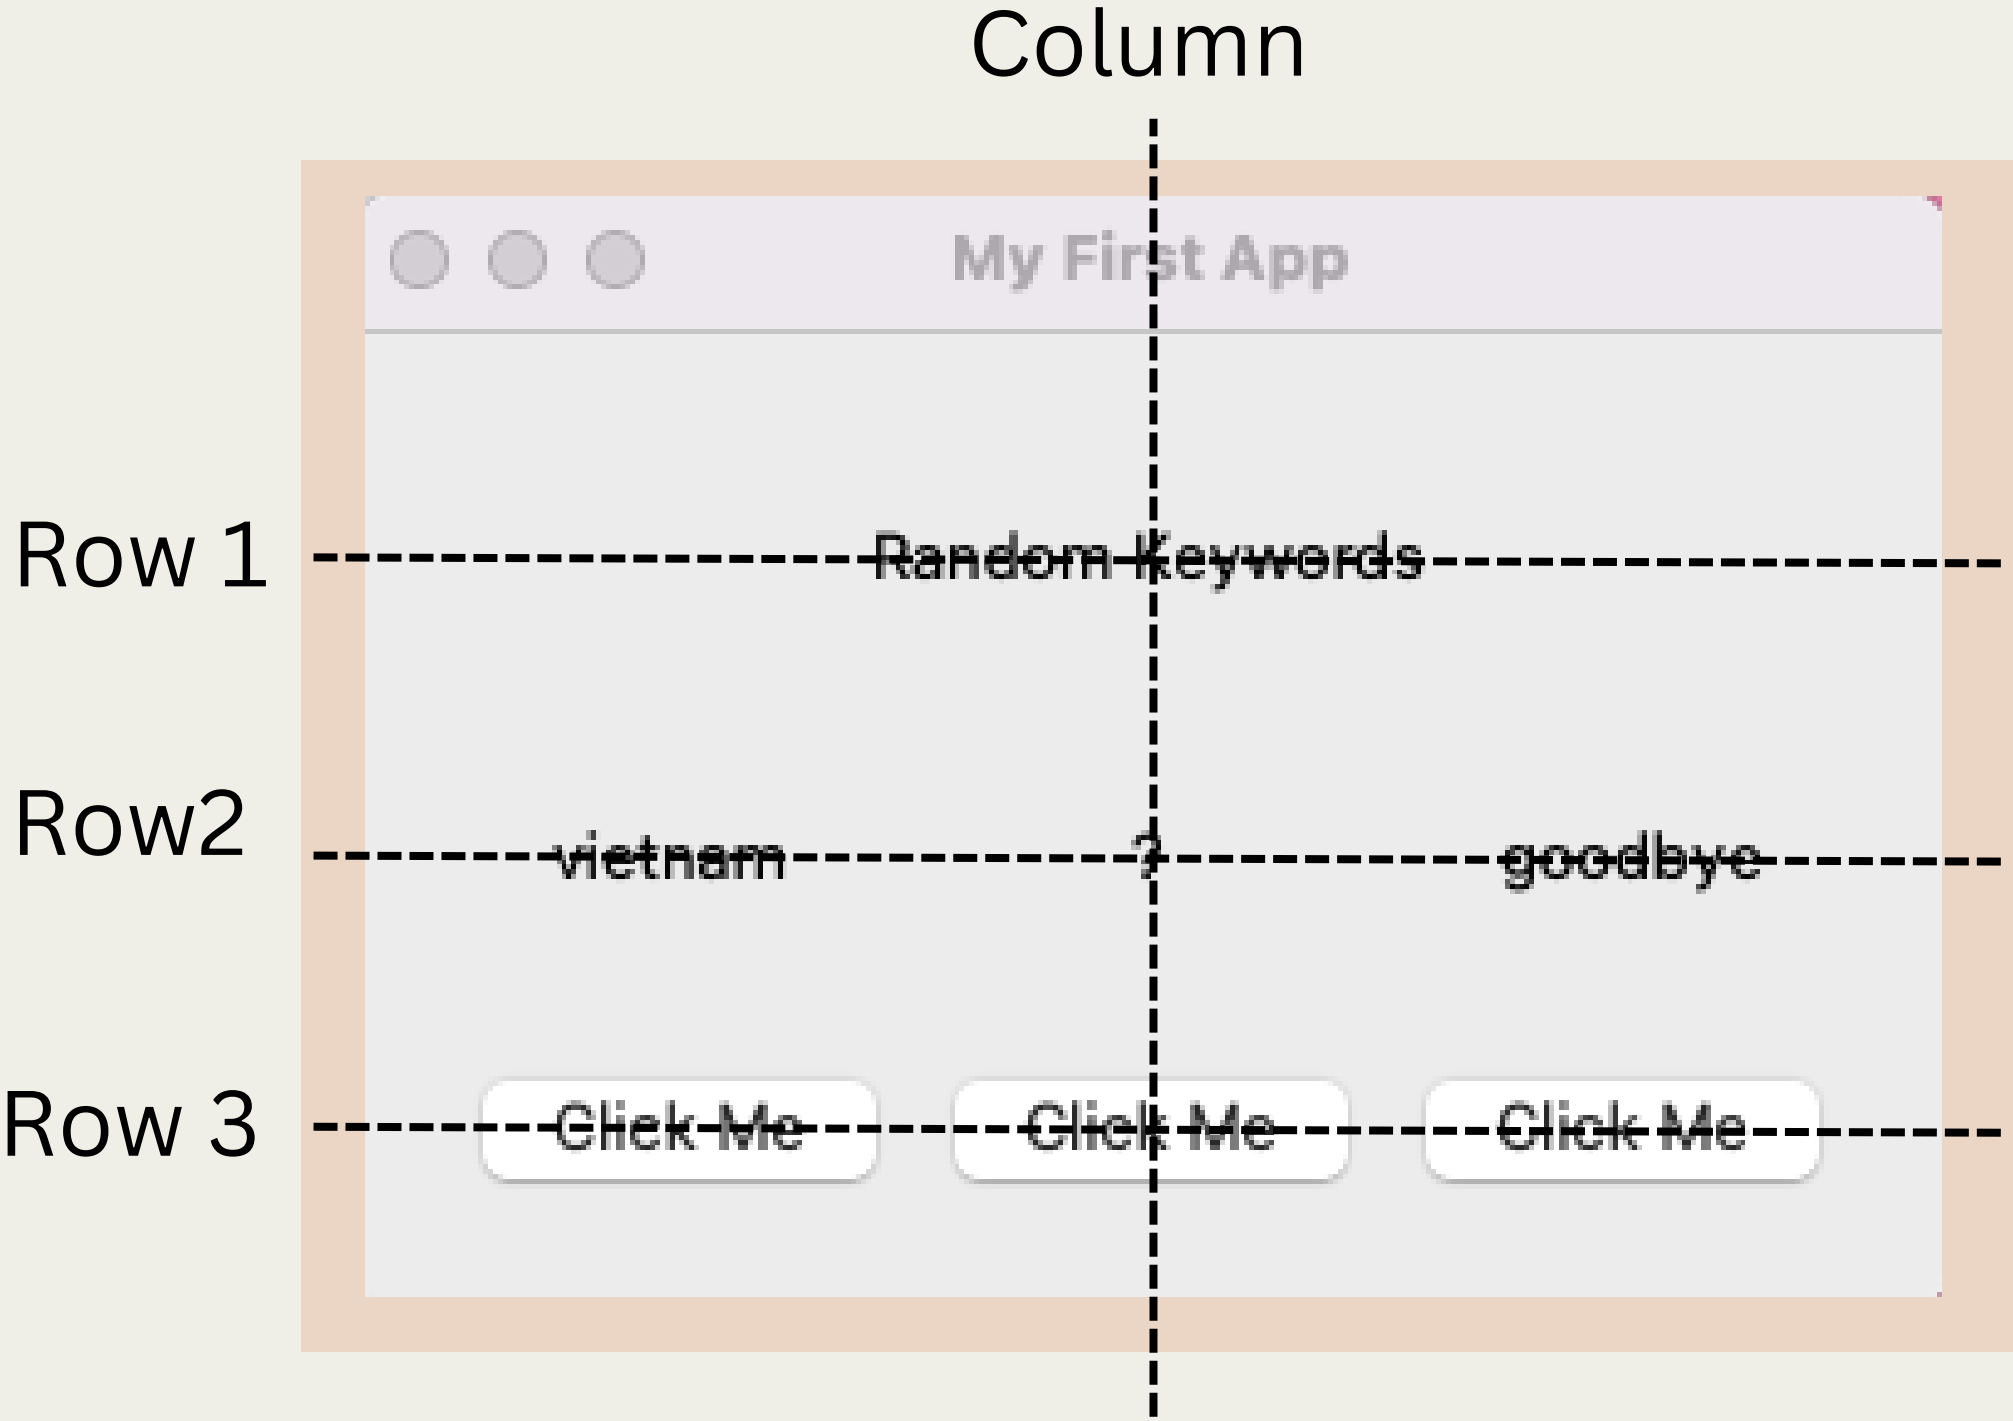 Column
My First App
Row 1
Random Keywords
Row2
vietnam ? goodbye
Row 3
Click Me Click Me Click Me